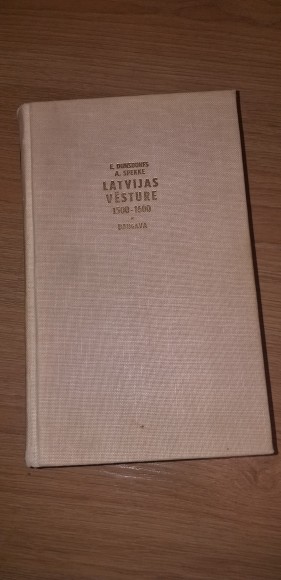 E. DUNSDORFS
A. SPEKKE
LATVIJAS
VĒSTURE
1500-1600
DAUGAVA